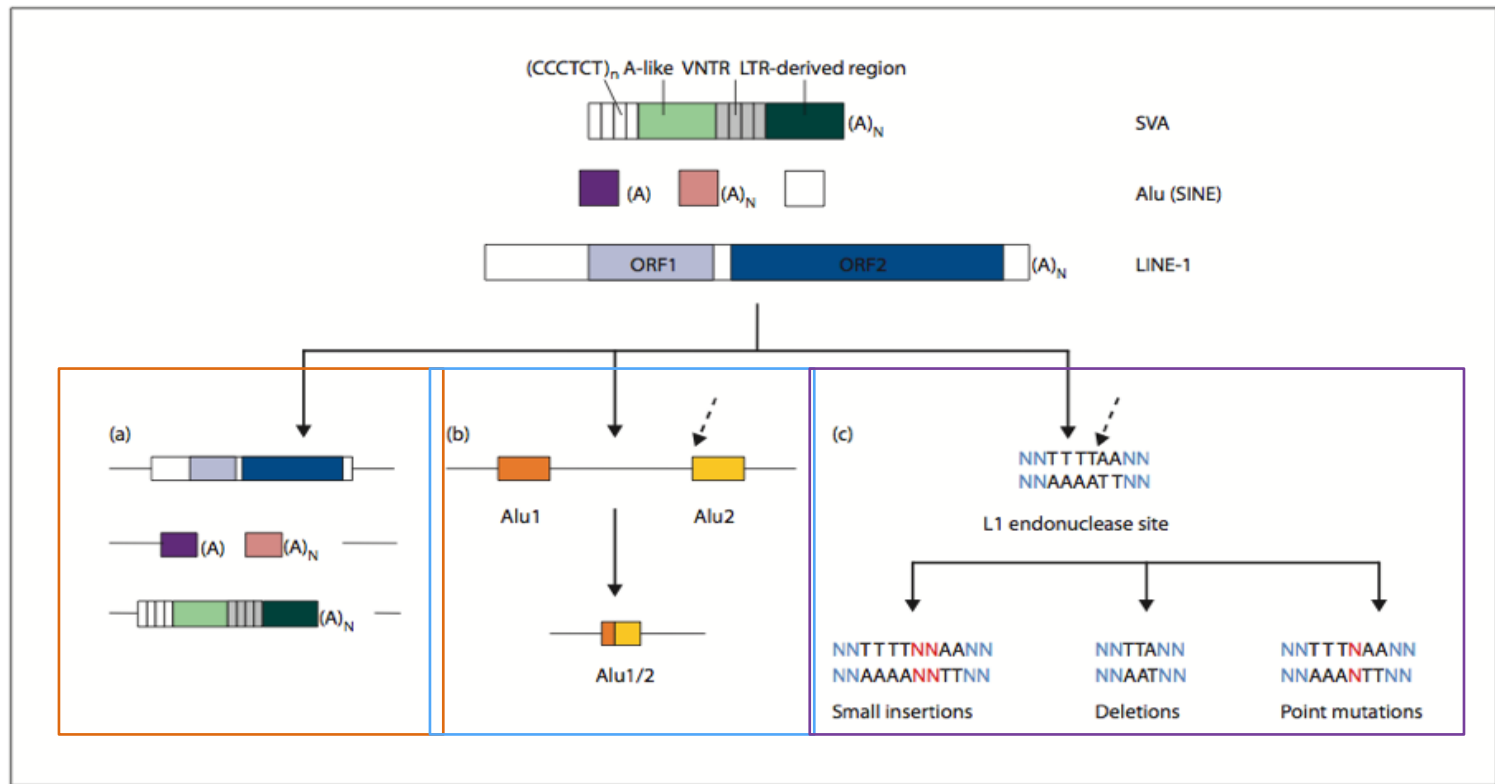 (CCCTCT)n A-like VNTR LTR-derived region
(A)N
SVA
(A) (A)N
Alu (SINE)
ORF1 ORF2 (A)N
LINE-1
(a)
(A) (A)N
(A)N
(b)
Alu1 Alu2
Alu1/2
(c)
NNTTTTAANN
NNAAAATTNN
L1 endonuclease site
NNTTTTNNAANN
NNAAAANNTTNN
Small insertions
NNTTANN
NNAATNN
Deletions
NNTTTNAANN
NNAAANTTNN
Point mutations